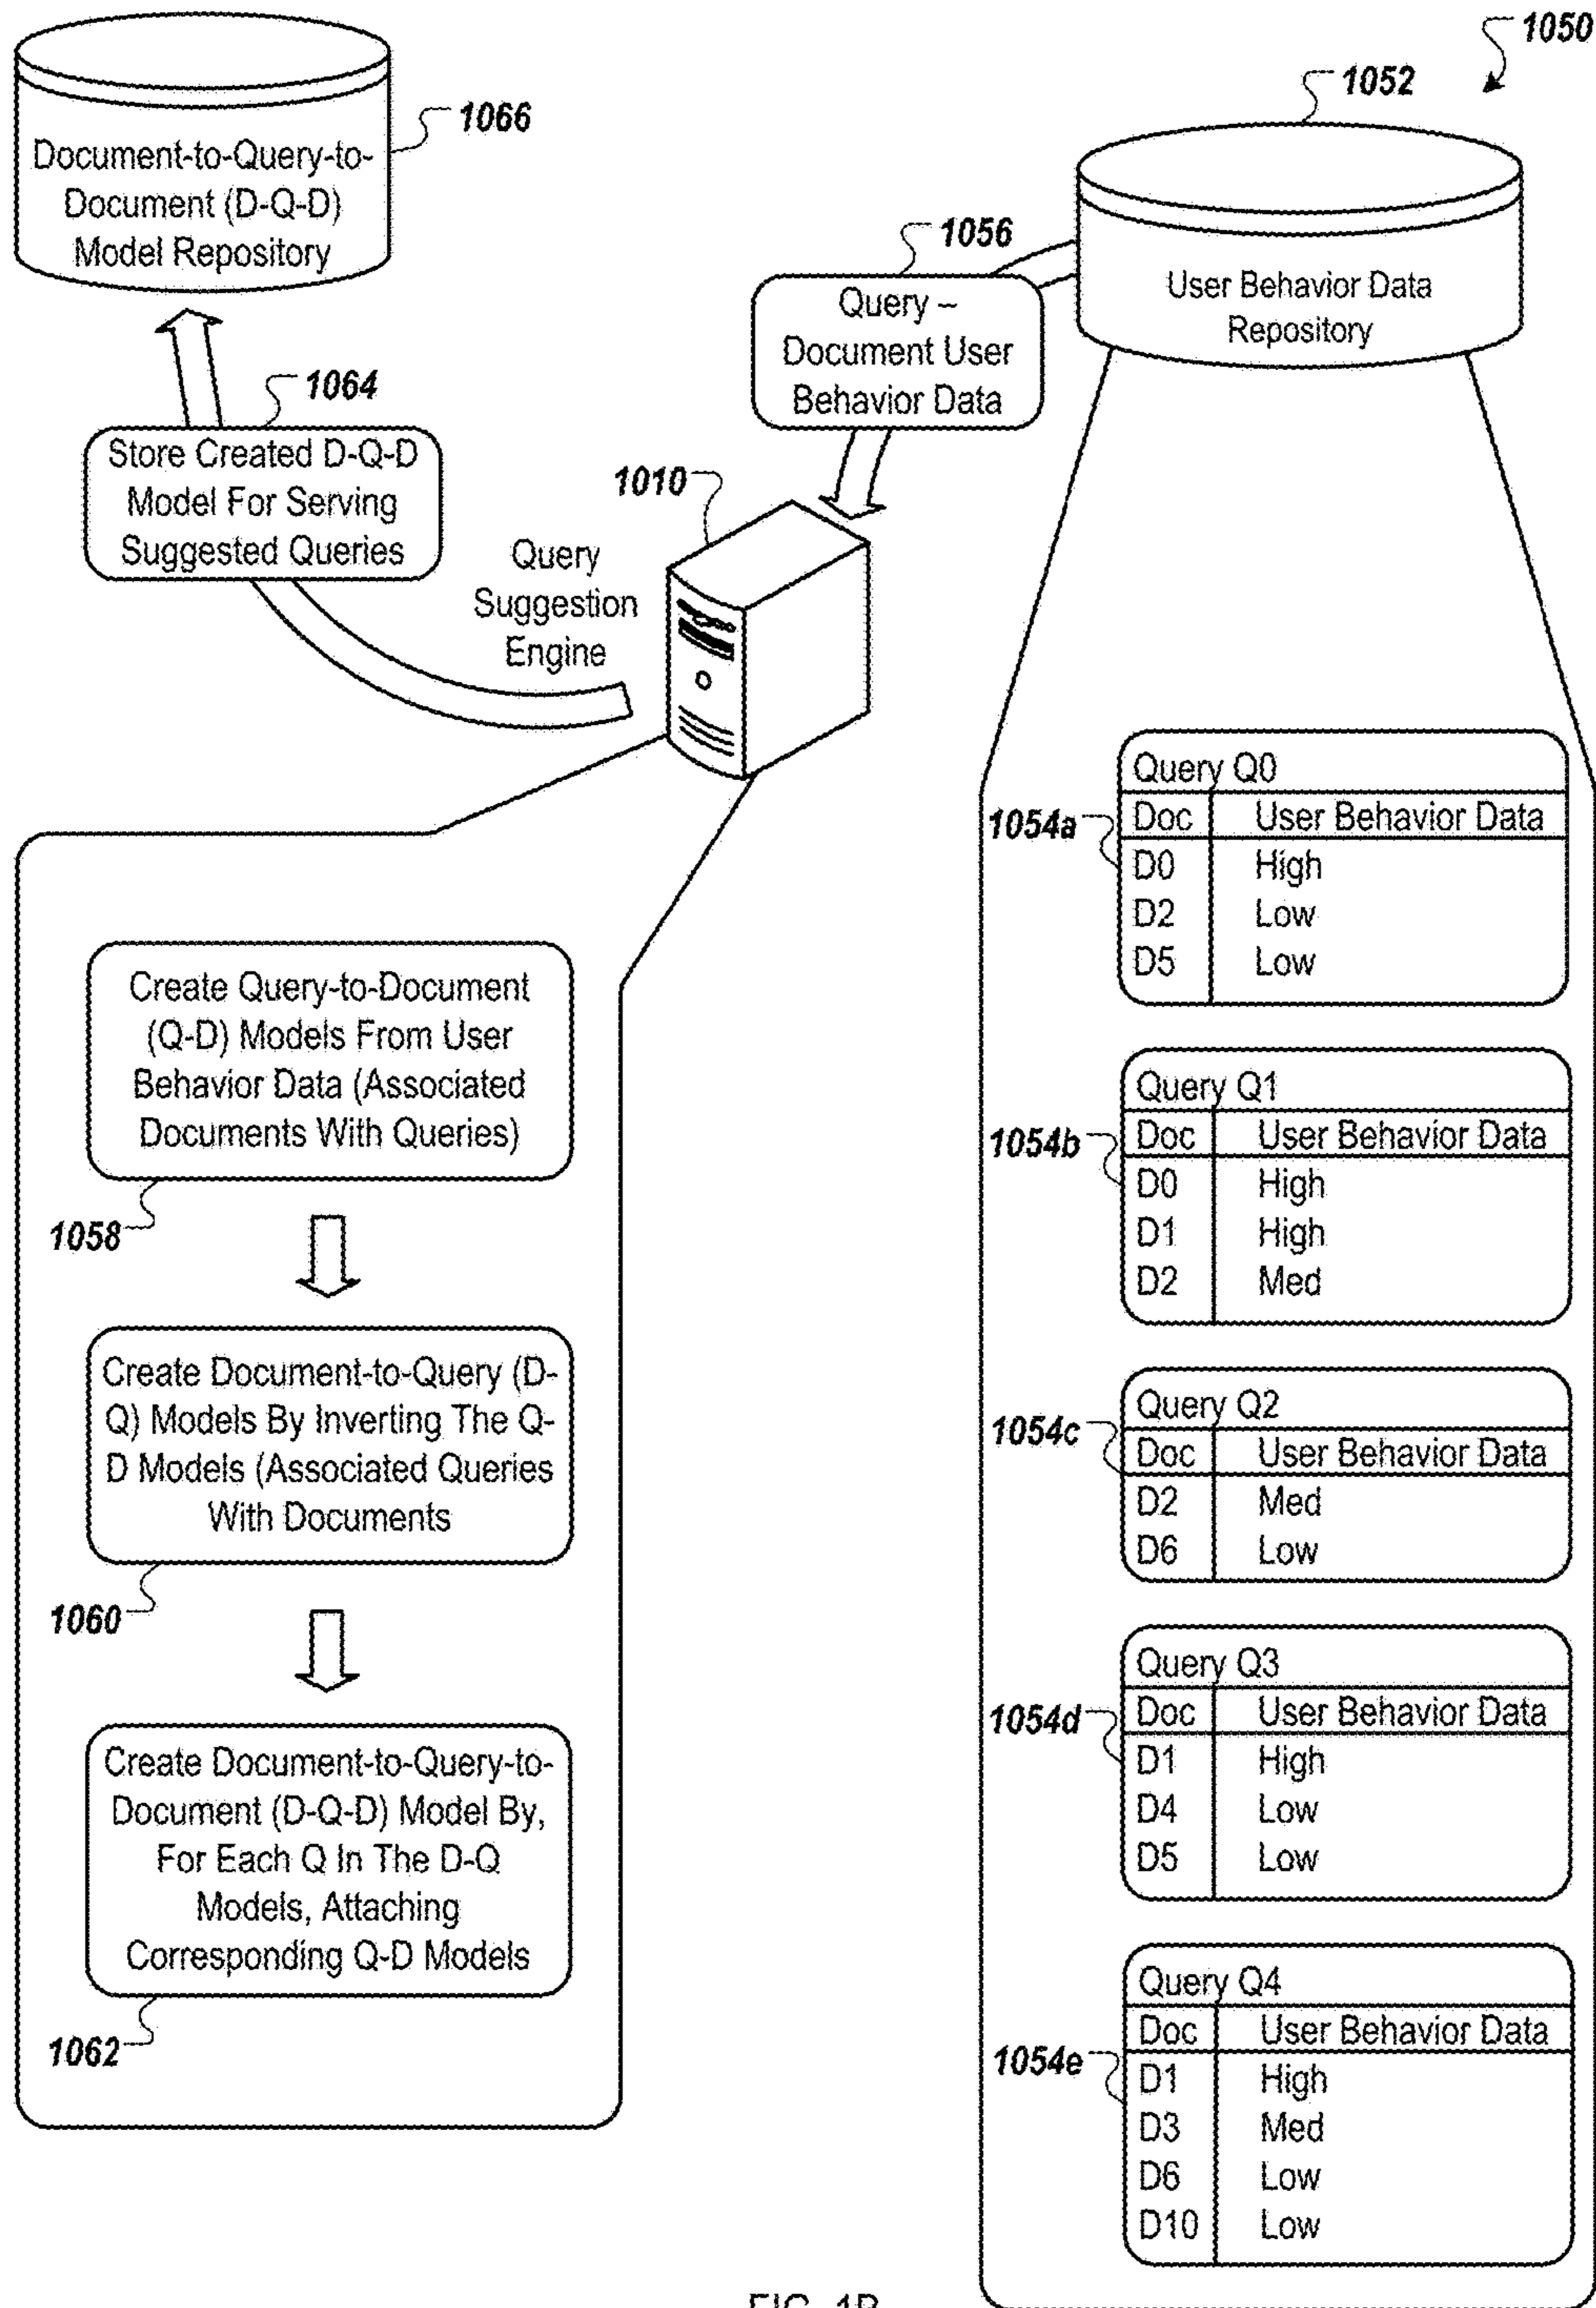 1050
1052
1066
Document-to-Query-to-
Document (D-Q-D)
Model Repository
1056
Query –
Document User
Behavior Data
User Behavior Data
Repository
1064
Store Created D-Q-D
Model For Serving
Suggested Queries
1010
Query
Suggestion
Engine
Create Query-to-Document
(Q-D) Models From User
Behavior Data (Associated
Documents With Queries)
1058
Create Document-to-Query (D-
Q) Models By Inverting The Q-
D Models (Associated Queries
With Documents
1060
Create Document-to-Query-to-
Document (D-Q-D) Model By,
For Each Q In The D-Q
Models, Attaching
Corresponding Q-D Models
1062
Query Q0
1054a
Doc User Behavior Data
D0 High
D2 Low
D5 Low
Query Q1
1054b
Doc User Behavior Data
D0 High
D1 High
D2 Med
Query Q2
1054c
Doc User Behavior Data
D2 Med
D6 Low
Query Q3
1054d
Doc User Behavior Data
D1 High
D4 Low
D5 Low
Query Q4
Doc User Behavior Data
1054e
D1 High
D3 Med
D6 Low
D10 Low
FIG. 1B